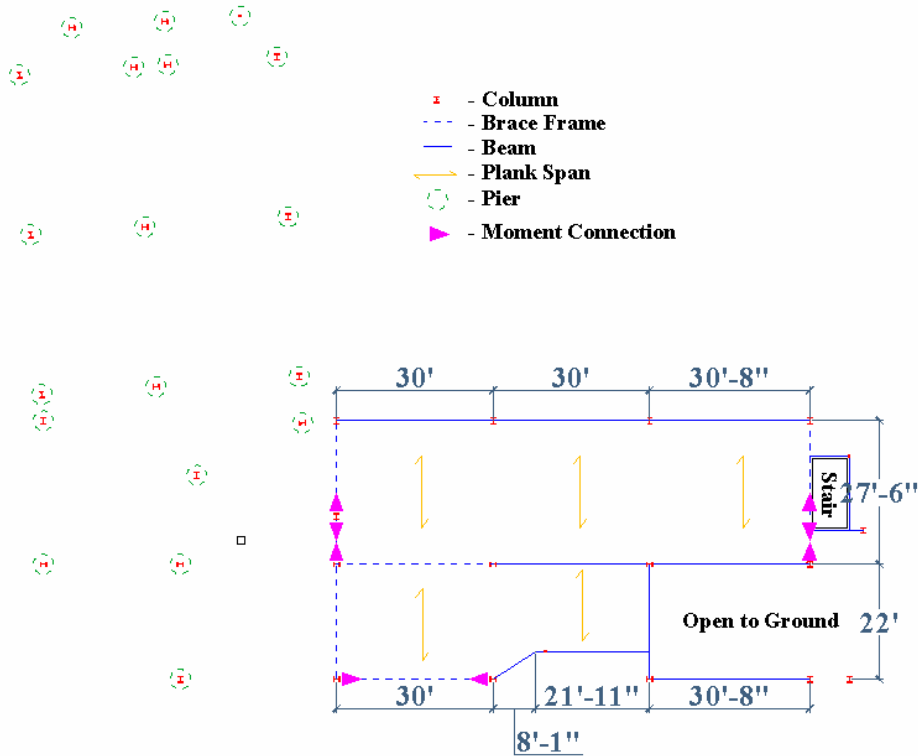 - Column
- Brace Frame
- Beam
- Plank Span
- Pier
- Moment Connection
30'
30'
30'-8"
Stair
27'-6"
Open to Ground
22'
30'
21'-11"
30'-8"
8'-1"